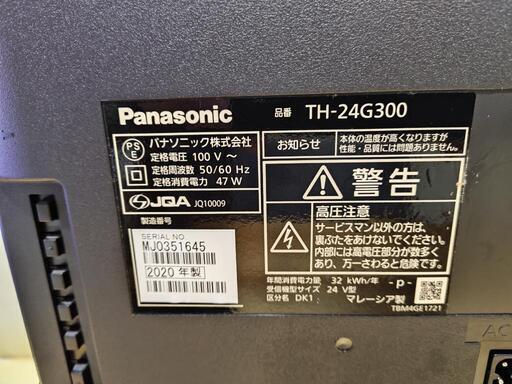 Panasonic
品番 TH-24G300
PS
E
パナソニック株式会社
定格電圧 100 V ～
定格周波数 50/60 Hz
定格消費電力 47 W
JQA JQ10009
製造番号
SERIAL NO
MJ0351645
2020 年製
お知らせ
本体の温度が高くなりますが
性能・品質には問題ありません
警告
高圧注意
サービスマン以外の方は、
裏ぶたをあけないでください。
内部には高電圧部分が数多く
あり、万一さわると危険です。
年間消費電力量 32 kWh/年
受信機型サイズ 24 V型
区分名 DK1
-p-
マレーシア製
TBM4GE1721
AC